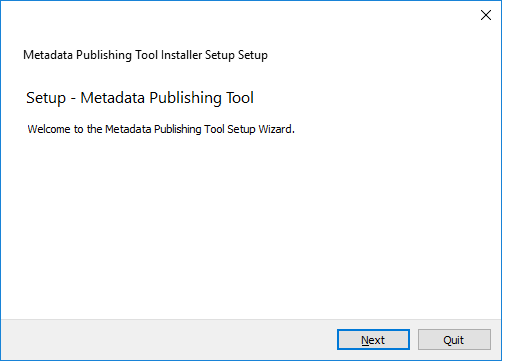 Metadata Publishing Tool Installer Setup Setup
Setup - Metadata Publishing Tool
Welcome to the Metadata Publishing Tool Setup Wizard.
Next
Quit